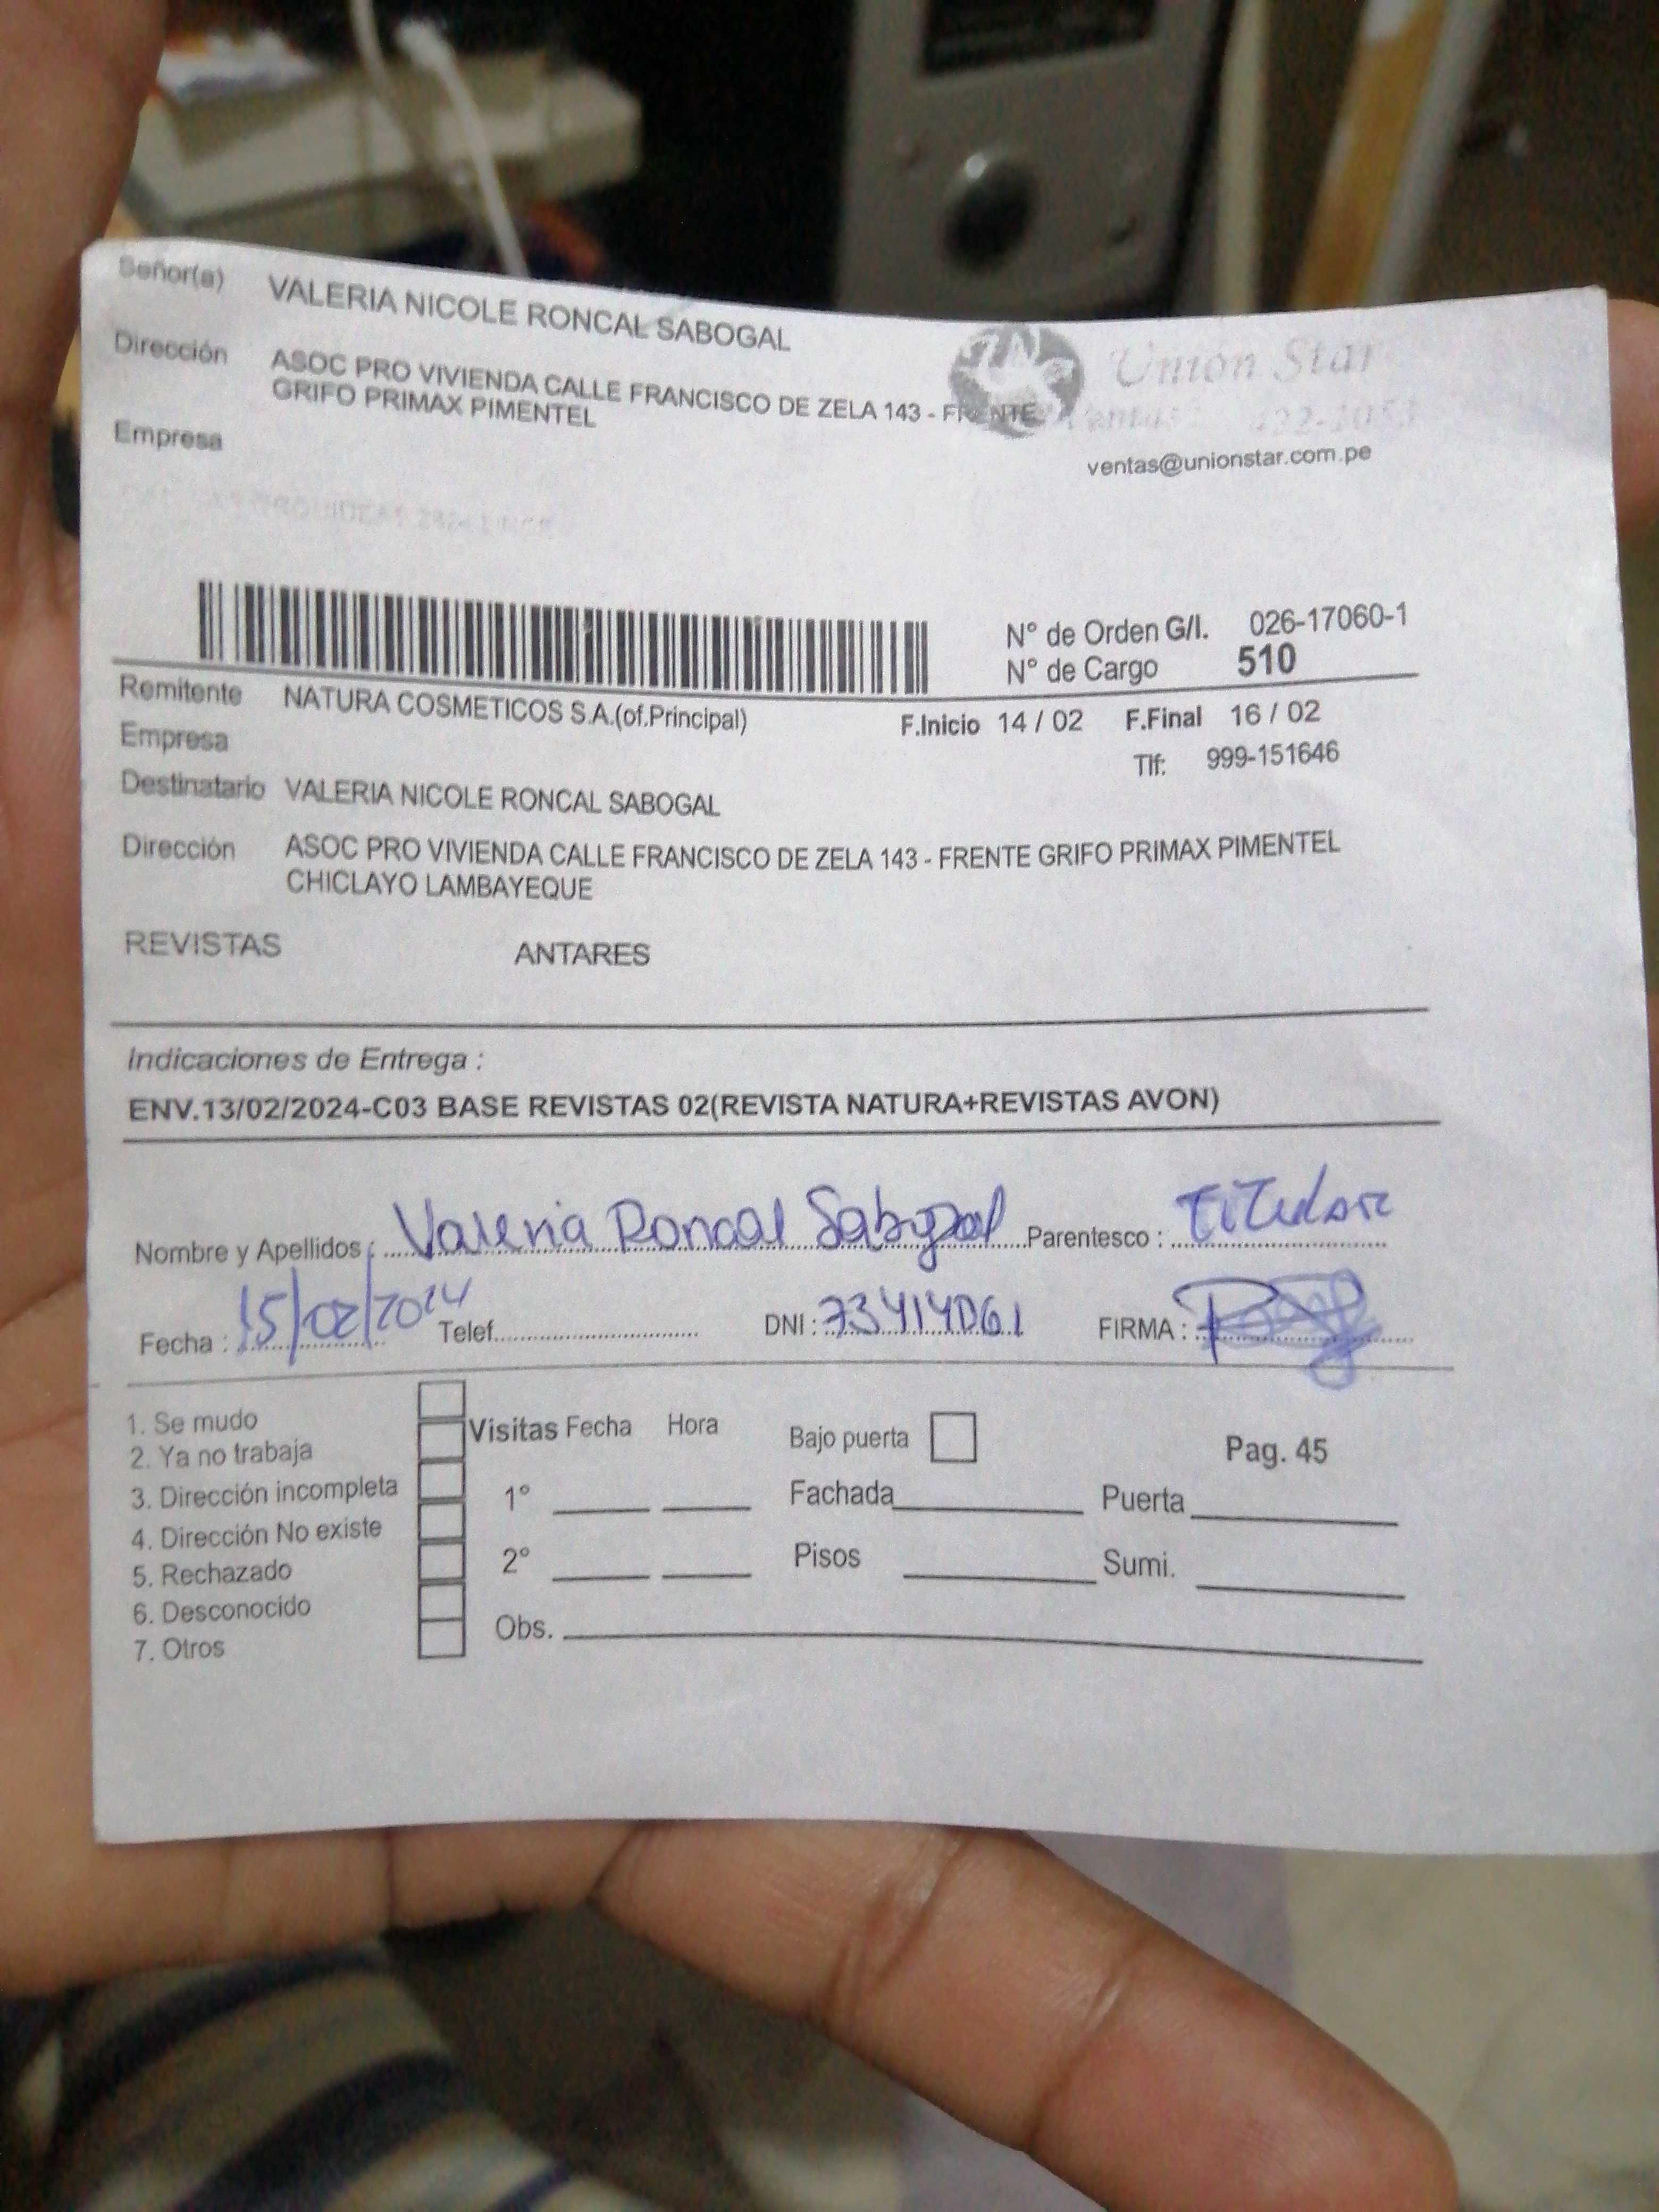 Señor(a) VALERIA NICOLE RONCAL SABOGAL
Dirección ASOC PRO VIVIENDA CALLE FRANCISCO DE ZELA 143 - FRENTE
GRIFO PRIMAX PIMENTEL
Empresa
Unión Star
ventas@unionstar.com.pe
N° de Orden G/I. 026-17060-1
N° de Cargo 510
Remitente NATURA COSMETICOS S.A.(of.Principal) F.Inicio 14 / 02 F.Final 16 / 02
Empresa Tlf: 999-151646
Destinatario VALERIA NICOLE RONCAL SABOGAL
Dirección ASOC PRO VIVIENDA CALLE FRANCISCO DE ZELA 143 - FRENTE GRIFO PRIMAX PIMENTEL
CHICLAYO LAMBAYEQUE
REVISTAS ANTARES
Indicaciones de Entrega :
ENV.13/02/2024-C03 BASE REVISTAS 02(REVISTA NATURA+REVISTAS AVON)
Nombre y Apellidos : Valeria Roncal Sabogal Parentesco : Titular
Fecha : 15/02/2024 Telef. DNI : 73414061 FIRMA :
1. Se mudo
2. Ya no trabaja
3. Dirección incompleta
4. Dirección No existe
5. Rechazado
6. Desconocido
7. Otros
Visitas Fecha Hora Bajo puerta Pag. 45
1° Fachada Puerta
2° Pisos Sumi.
Obs.